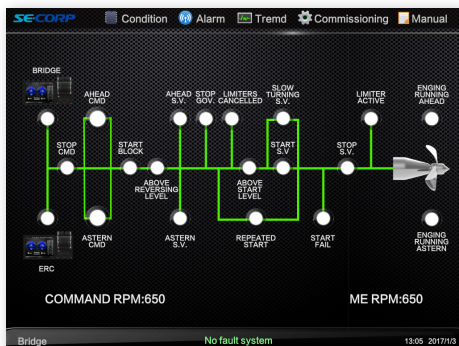 SE-CORP Condition Alarm Tremd Commissioning Manual
BRIDGE
AHEAD
CMD
AHEAD
S.V.
STOP
GOV.
LIMITERS
CANCELLED
SLOW
TURNING
S.V.
LIMITER
ACTIVE
ENGING
RUNNING
AHEAD
STOP
CMD
START
BLOCK
START
S.V
STOP
S.V.
ABOVE
REVERSING
LEVEL
ABOVE
START
LEVEL
ASTERN
CMD
ASTERN
S.V.
REPEATED
START
START
FAIL
ENGING
RUNNING
ASTERN
ERC
COMMAND RPM:650
ME RPM:650
Bridge
No fault system
13:05 2017/1/3